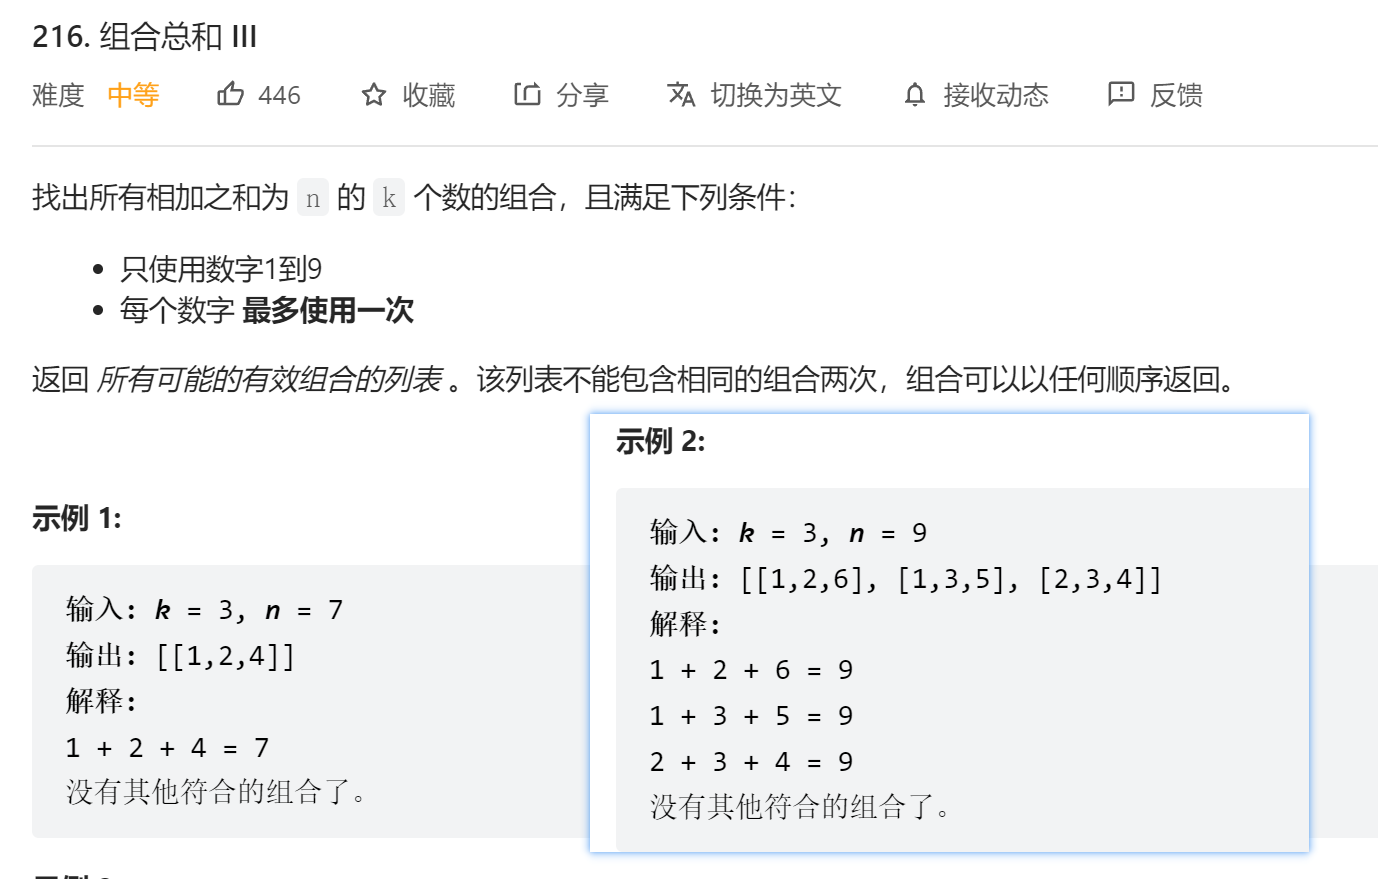 216. 组合总和 III
难度 中等 446 收藏 分享 切换为英文 接收动态 反馈
找出所有相加之和为 n 的 k 个数的组合，且满足下列条件：
只使用数字1到9
每个数字 最多使用一次
返回 所有可能的有效组合的列表 。该列表不能包含相同的组合两次，组合可以以任何顺序返回。
示例 1:
输入: k = 3, n = 7
输出: [[1,2,4]]
解释:
1 + 2 + 4 = 7
没有其他符合的组合了。
示例 2:
输入: k = 3, n = 9
输出: [[1,2,6], [1,3,5], [2,3,4]]
解释:
1 + 2 + 6 = 9
1 + 3 + 5 = 9
2 + 3 + 4 = 9
没有其他符合的组合了。